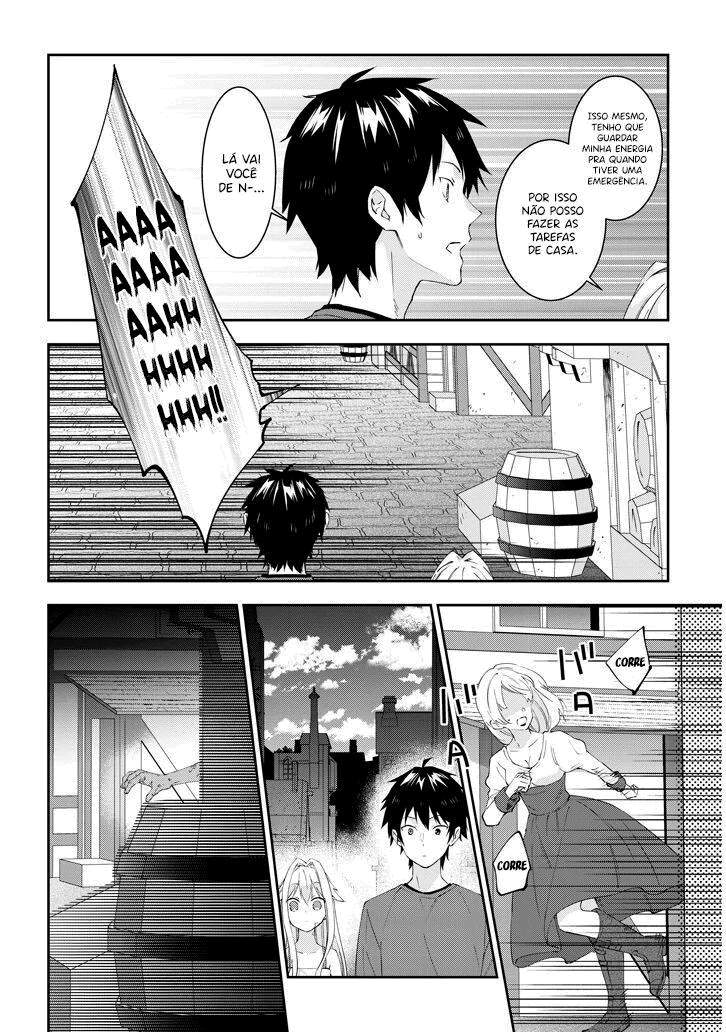 ISSO MESMO,
TENHO QUE
GUARDAR
MINHA ENERGIA
PRA QUANDO
TIVER UMA
EMERGÊNCIA.
POR ISSO
NÃO POSSO
FAZER AS
TAREFAS
DE CASA.
LÁ VAI
VOCÊ
DE N-...
AAAA
AAAA
AAHH
HHHH
HHH!!
バ
A
CORRE
バ
A
CORRE